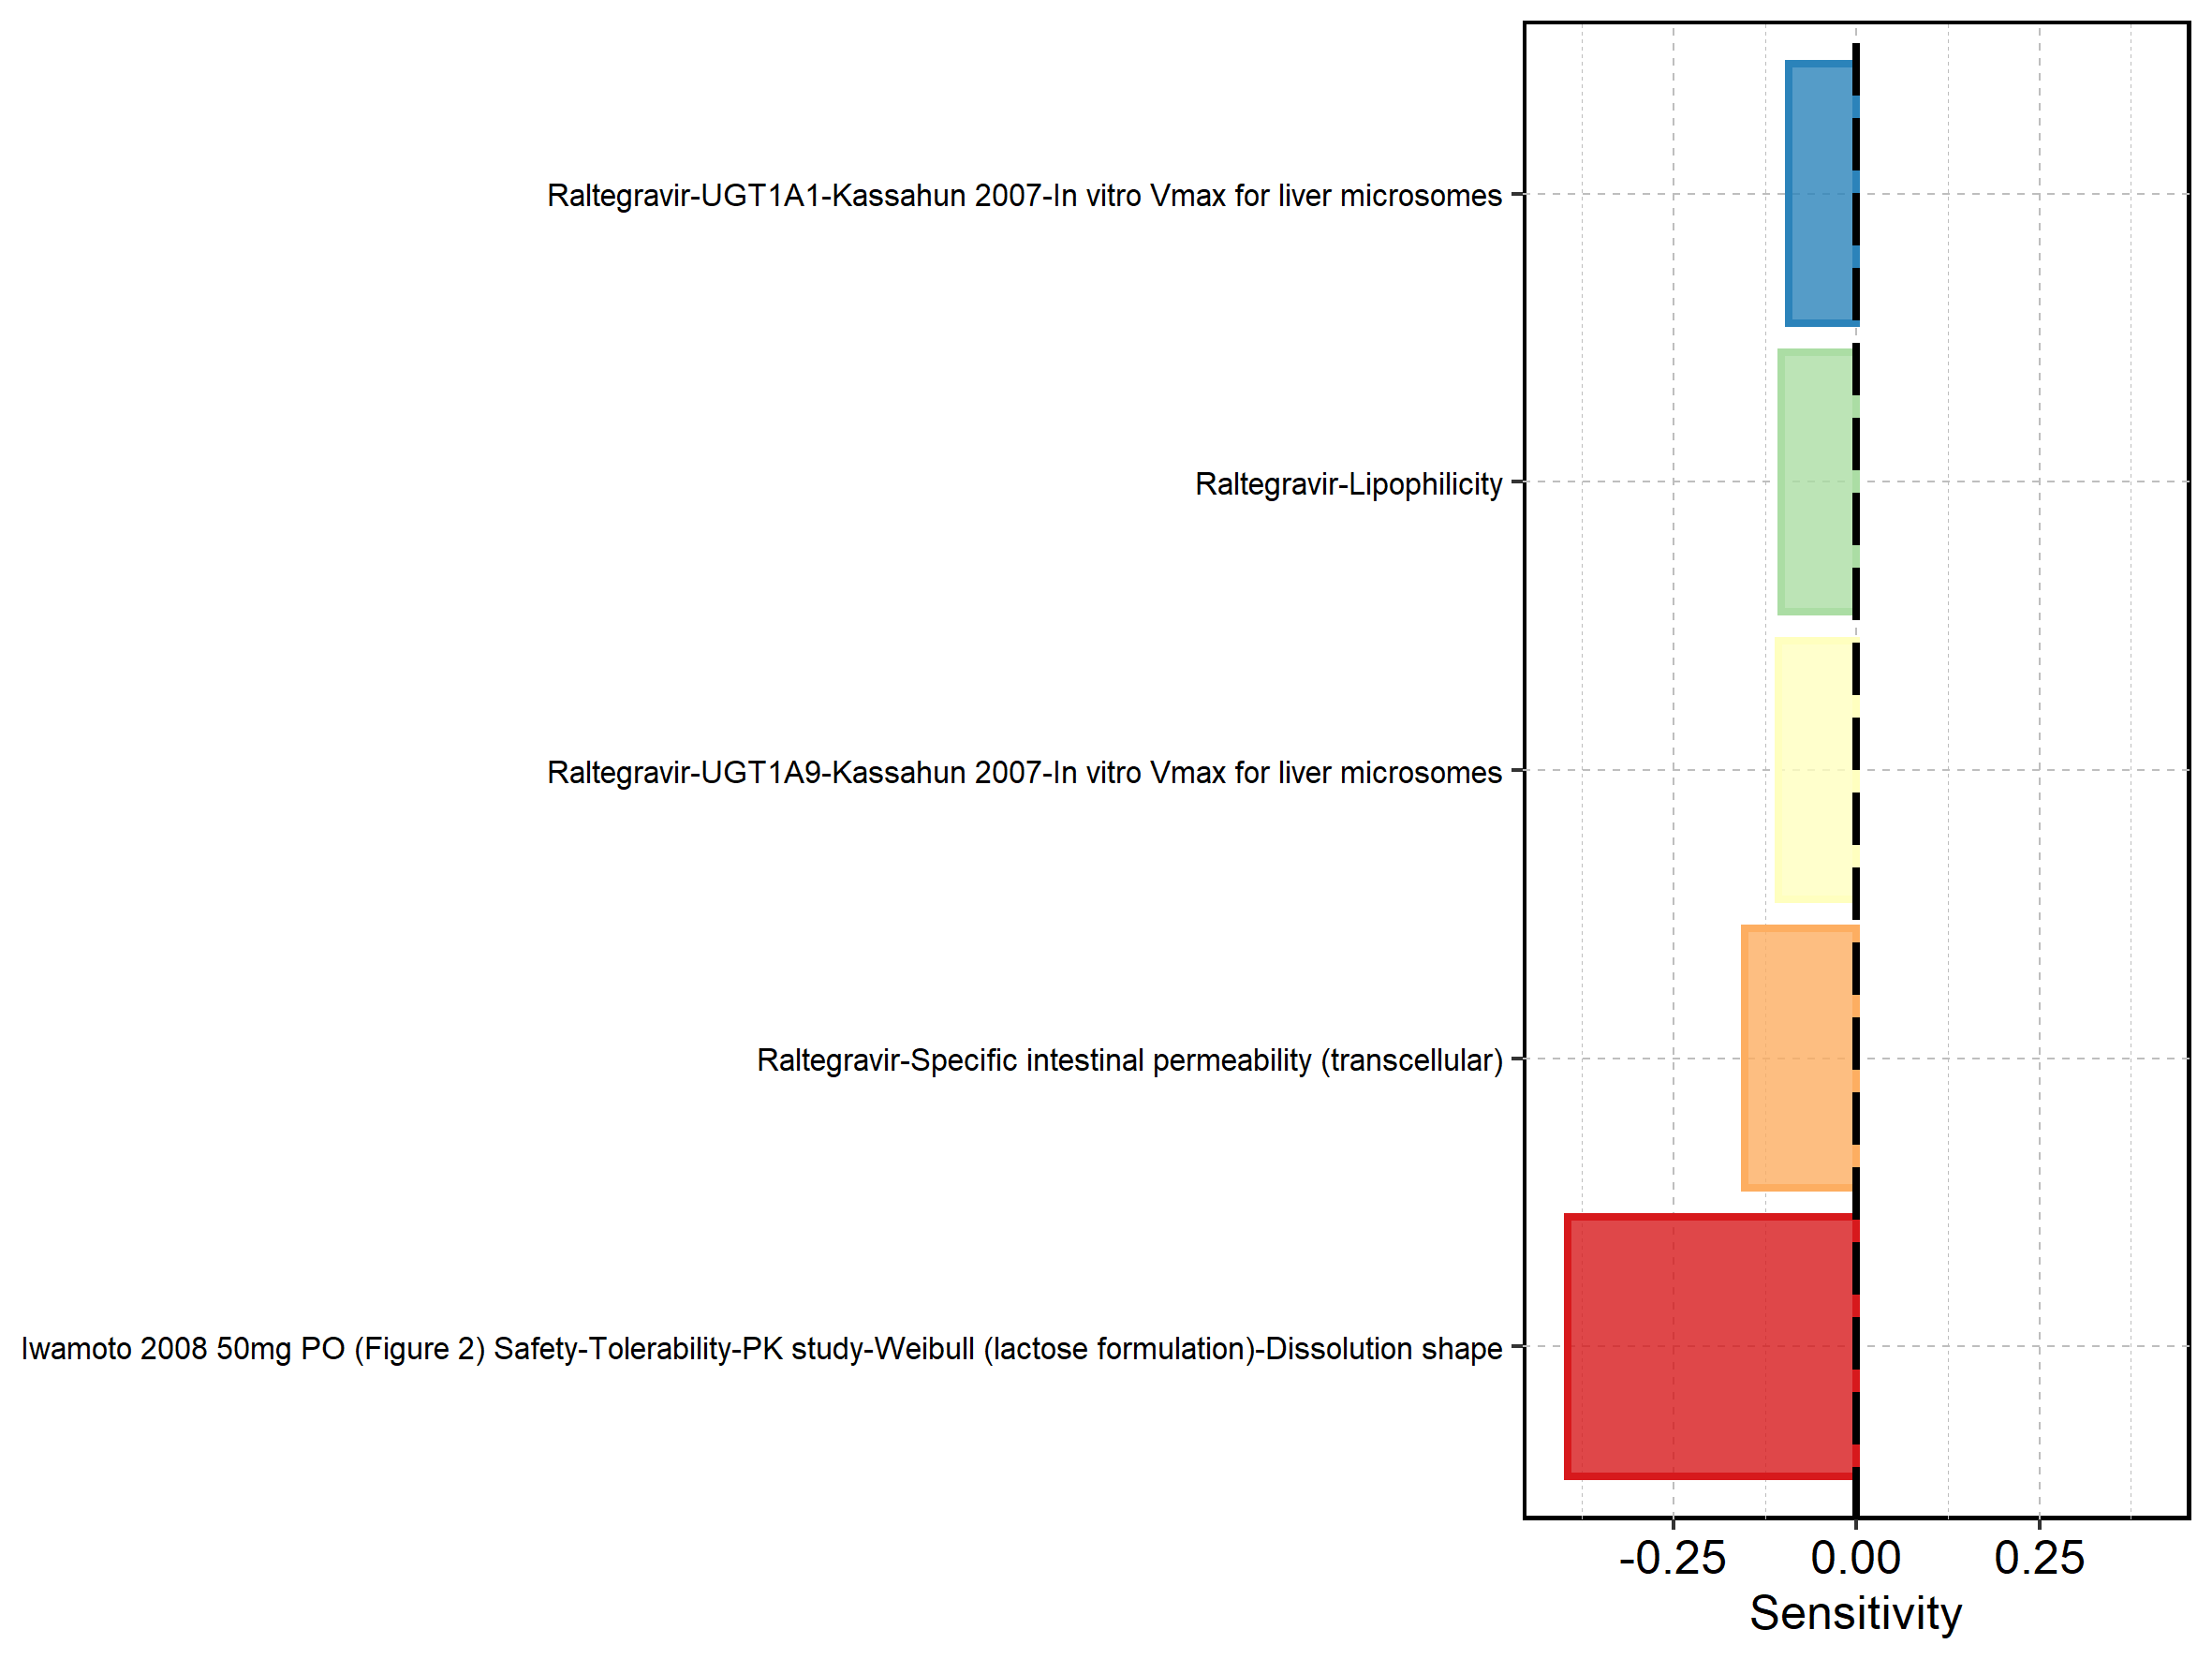 Raltegravir-UGT1A1-Kassahun 2007-In vitro Vmax for liver microsomes
Raltegravir-Lipophilicity
Raltegravir-UGT1A9-Kassahun 2007-In vitro Vmax for liver microsomes
Raltegravir-Specific intestinal permeability (transcellular)
Iwamoto 2008 50mg PO (Figure 2) Safety-Tolerability-PK study-Weibull (lactose formulation)-Dissolution shape
-0.25 0.00 0.25
Sensitivity